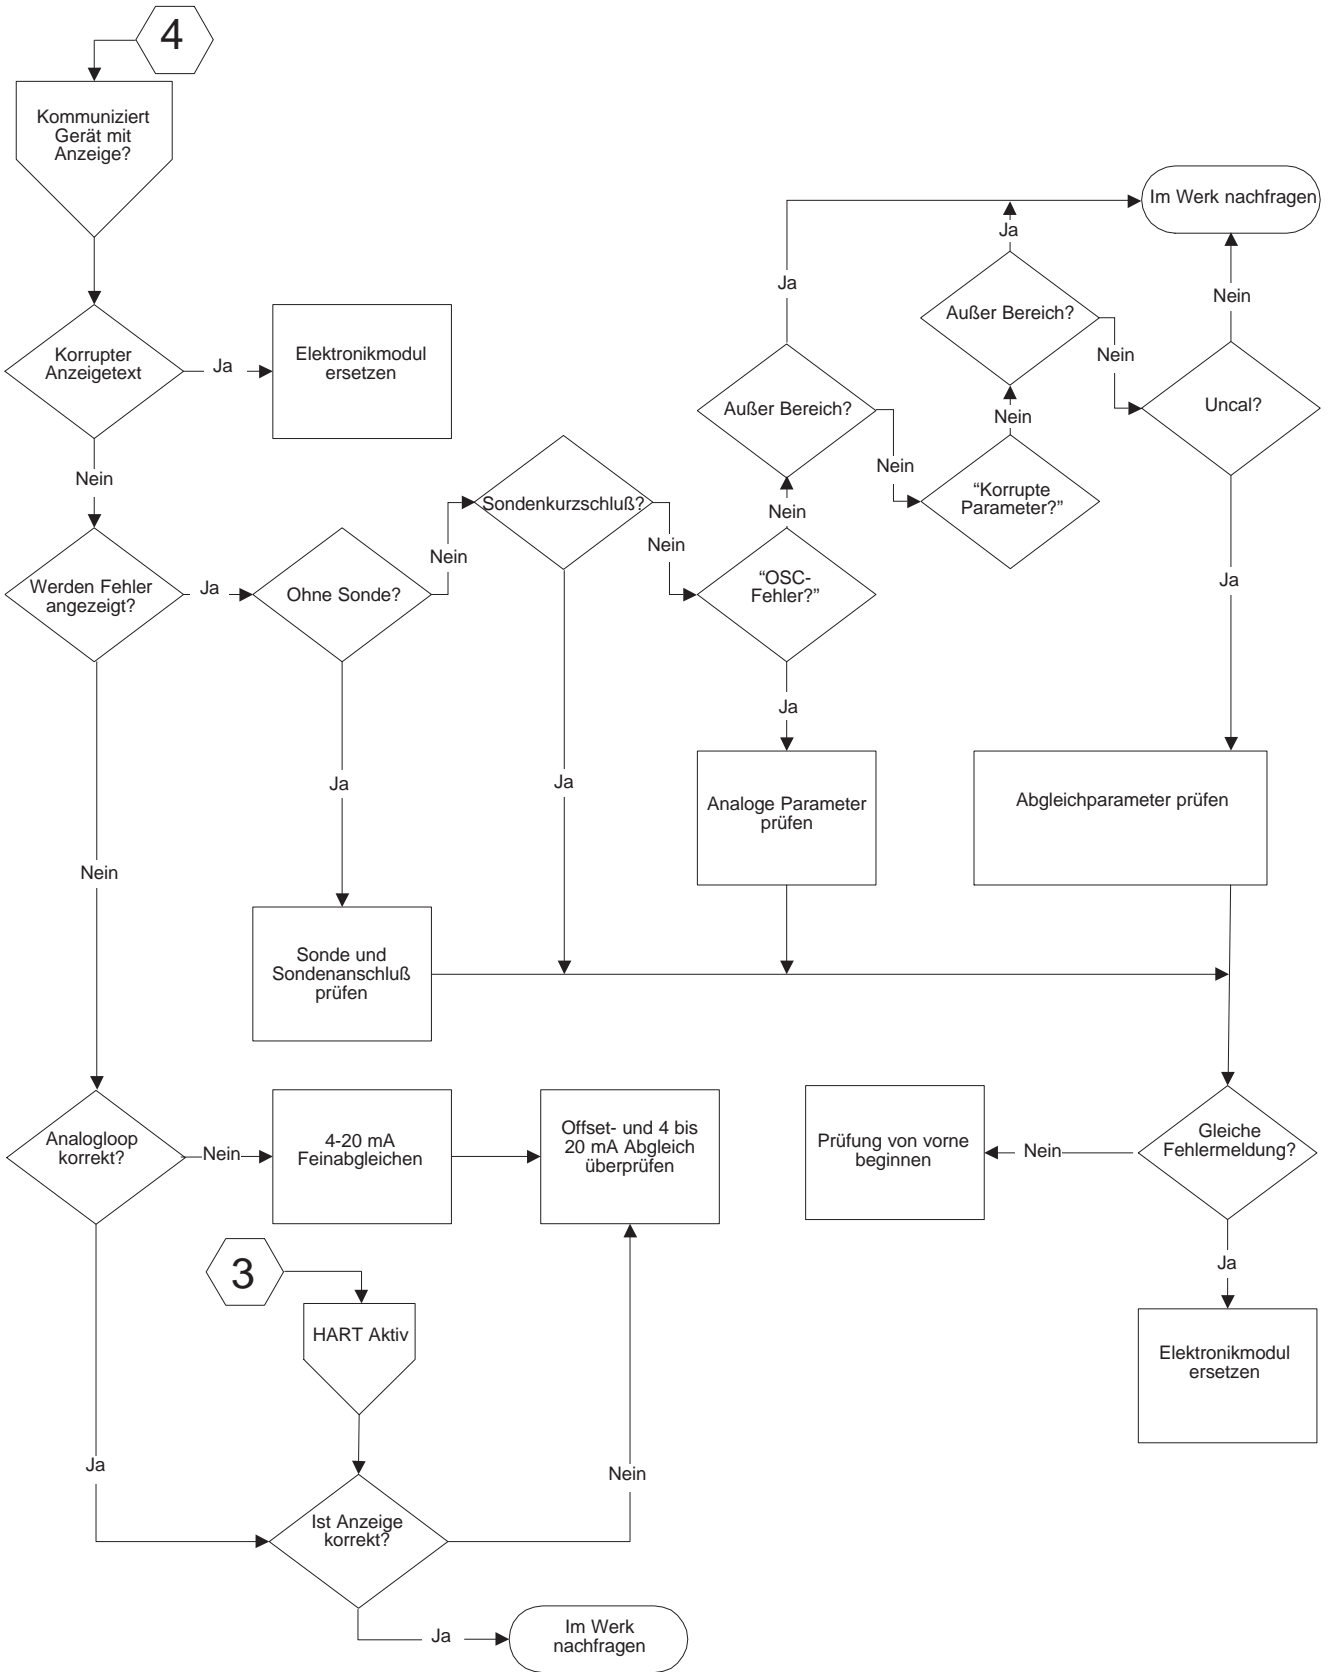 4
Kommuniziert
Gerät mit
Anzeige?
Im Werk nachfragen
Ja
Ja
Nein
Außer Bereich?
Nein
Korrupter
Anzeigetext
Ja
Elektronikmodul
ersetzen
Außer Bereich?
Nein
Uncal?
Nein
Sondenkurzschluß?
Nein
“Korrupte
Parameter?”
Nein
Nein
Nein
Werden Fehler
angezeigt?
Ja
Ohne Sonde?
“OSC-
Fehler?”
Ja
Ja
Ja
Ja
Analoge Parameter
prüfen
Abgleichparameter prüfen
Nein
Sonde und
Sondenanschluß
prüfen
Analogloop
korrekt?
Nein
4-20 mA
Feinabgleichen
Offset- und 4 bis
20 mA Abgleich
überprüfen
Prüfung von vorne
beginnen
Nein
Gleiche
Fehlermeldung?
3
Ja
HART Aktiv
Elektronikmodul
ersetzen
Ja
Nein
Ist Anzeige
korrekt?
Ja
Im Werk
nachfragen